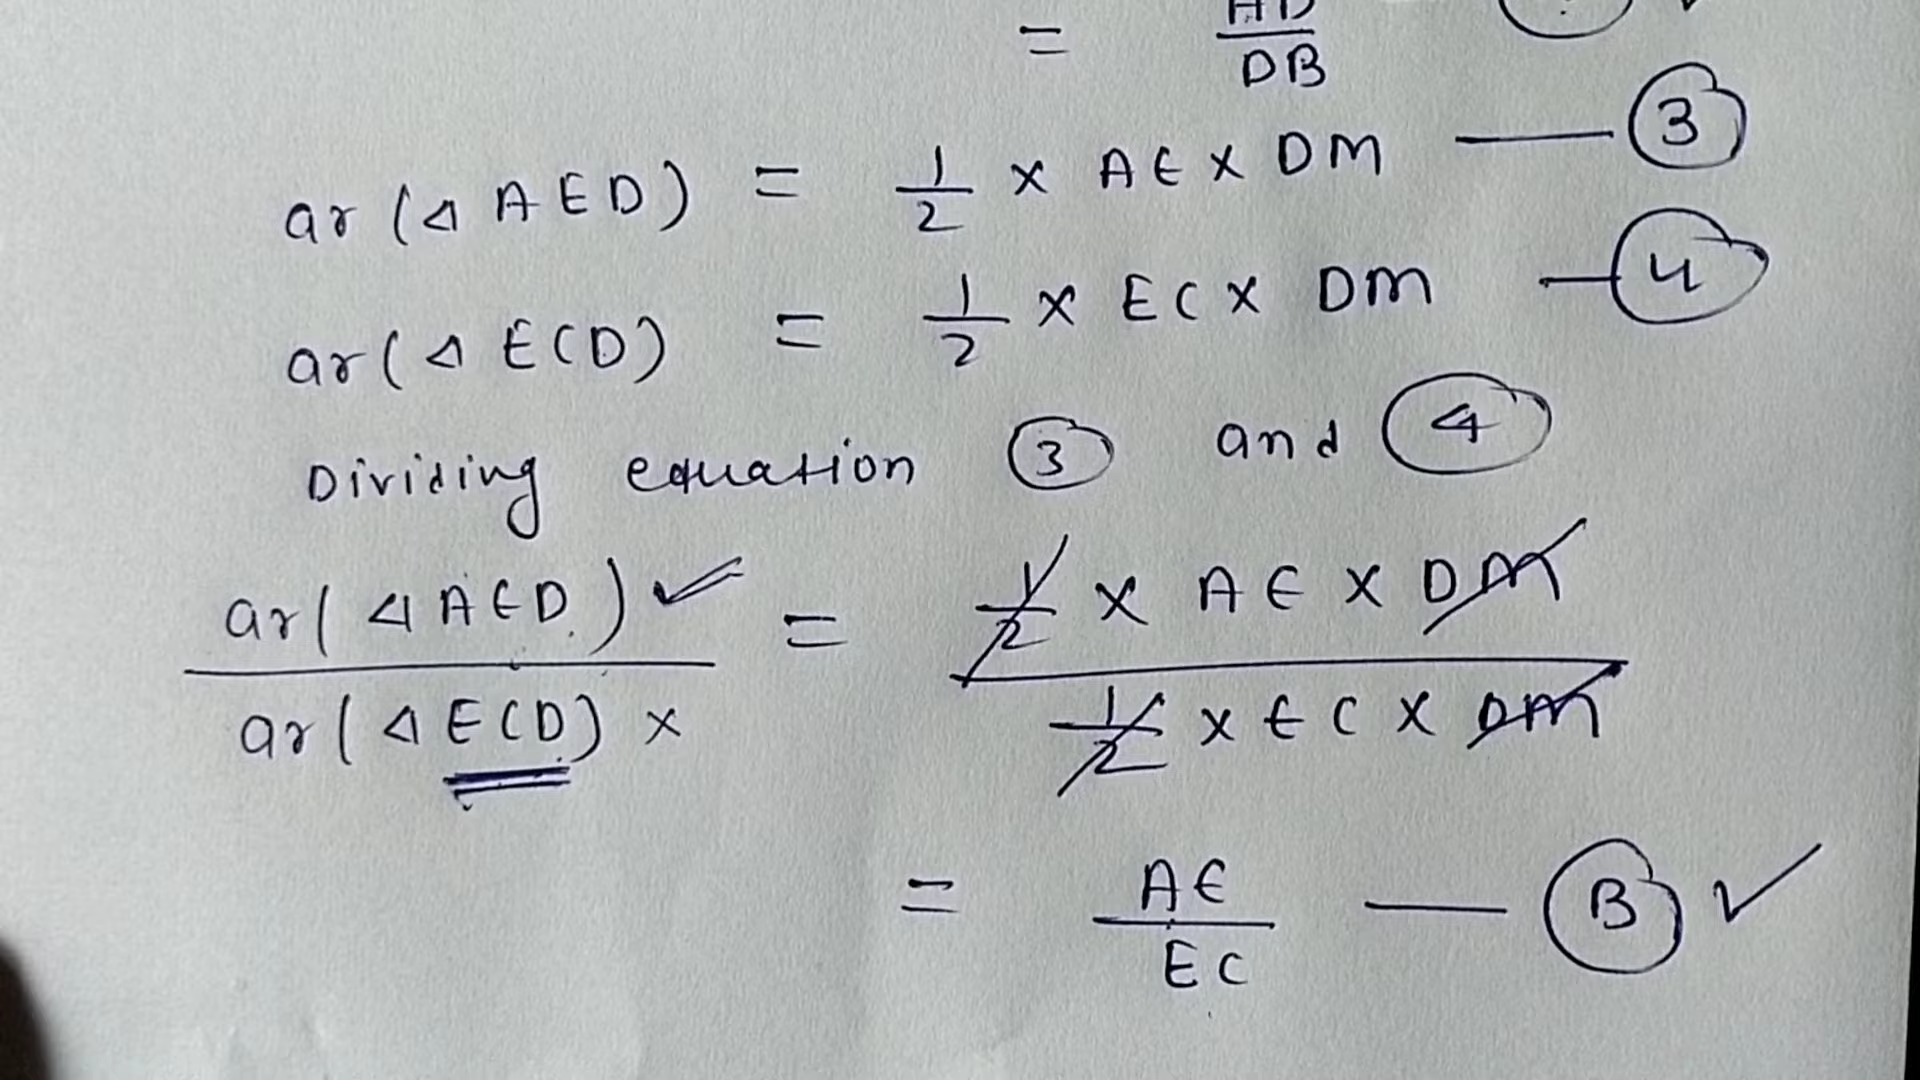 = AD/DB
ar(△AED) = 1/2 × AE × DM — 3
ar(△ECD) = 1/2 × EC × DM — 4
Dividing equation 3 and 4
ar(△AED) ✓ / ar(△ECD) × = 1/2 × AE × DM / 1/2 × EC × DM
= AE/EC — B ✓